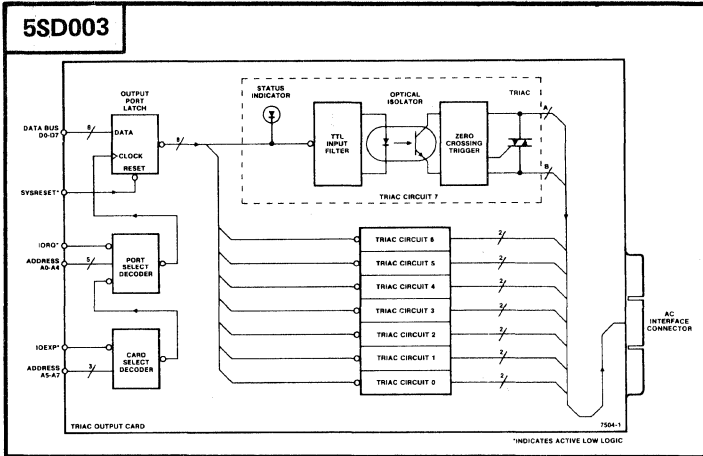 5SD003
STATUS
INDICATOR
OUTPUT
PORT
LATCH
OPTICAL
ISOLATOR
TRIAC
A
DATA BUS
D0-D7
8
DATA
CLOCK
RESET
8
TTL
INPUT
FILTER
ZERO
CROSSING
TRIGGER
B
SYSRESET*
TRIAC CIRCUIT 7
IORQ*
ADDRESS
A0-A4
5
PORT
SELECT
DECODER
TRIAC CIRCUIT 6
2
TRIAC CIRCUIT 5
2
TRIAC CIRCUIT 4
2
TRIAC CIRCUIT 3
2
TRIAC CIRCUIT 2
2
TRIAC CIRCUIT 1
2
TRIAC CIRCUIT 0
2
AC
INTERFACE
CONNECTOR
IOEXP*
ADDRESS
A5-A7
3
CARD
SELECT
DECODER
TRIAC OUTPUT CARD
7504-1
*INDICATES ACTIVE LOW LOGIC